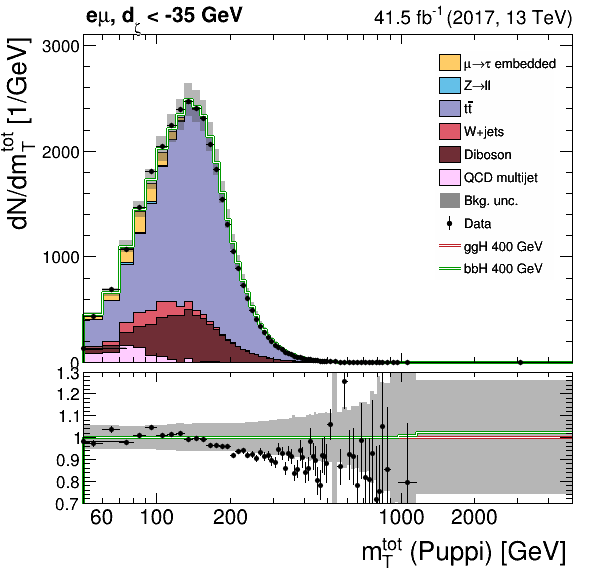 eμ, dζ < -35 GeV
41.5 fb⁻¹ (2017, 13 TeV)
dN/dm_T^tot [1/GeV]
3000
2000
1000
0
μ→τ embedded
Z→ll
tt̅
W+jets
Diboson
QCD multijet
Bkg. unc.
Data
ggH 400 GeV
bbH 400 GeV
1.3
1.2
1.1
1
0.9
0.8
0.7
60 100 200 1000 2000
m_T^tot (Puppi) [GeV]